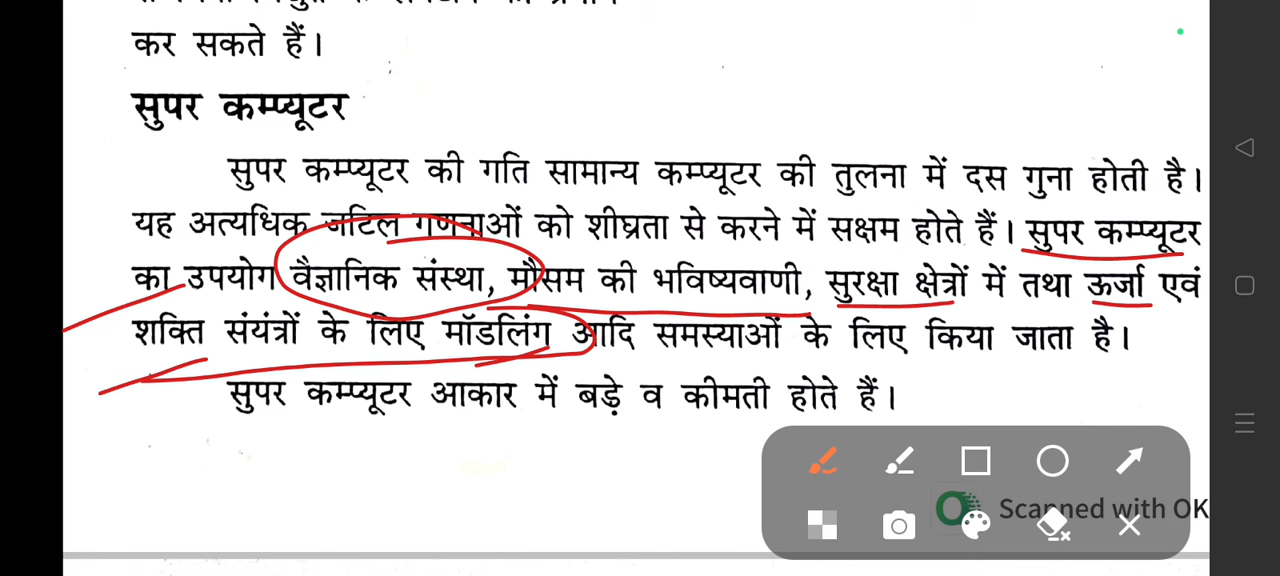 कर सकते हैं।
सुपर कम्प्यूटर
सुपर कम्प्यूटर की गति सामान्य कम्प्यूटर की तुलना में दस गुना होती है।
यह अत्यधिक जटिल गणनाओं को शीघ्रता से करने में सक्षम होते हैं। सुपर कम्प्यूटर
का उपयोग वैज्ञानिक संस्था, मौसम की भविष्यवाणी, सुरक्षा क्षेत्रों में तथा ऊर्जा एवं
शक्ति संयंत्रों के लिए मॉडलिंग आदि समस्याओं के लिए किया जाता है।
सुपर कम्प्यूटर आकार में बड़े व कीमती होते हैं।
Scanned with OK